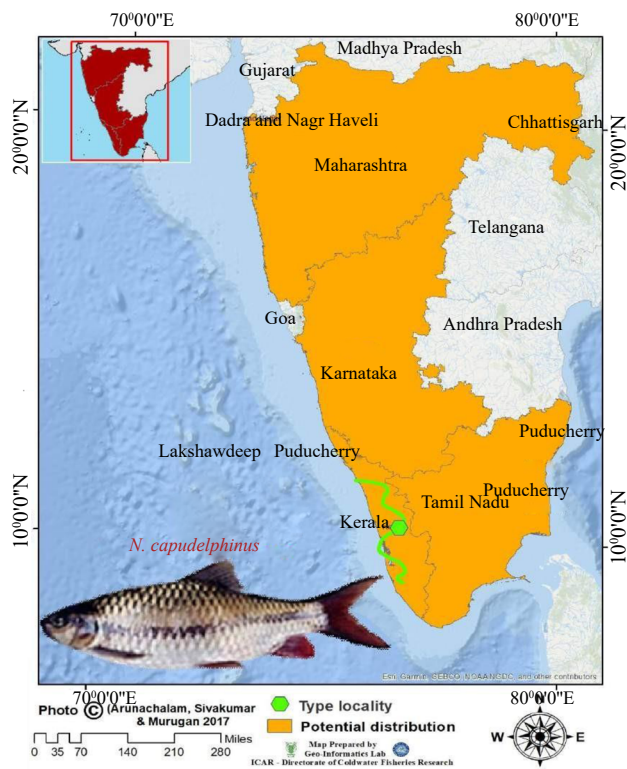 70⁰0'0"E
80⁰0'0"E
Madhya Pradesh
Gujarat
Dadra and Nagr Haveli
Chhattisgarh
20⁰0'0"N
20⁰0'0"N
Maharashtra
Telangana
Goa
Andhra Pradesh
Karnataka
Puducherry
Lakshawdeep
Puducherry
Puducherry
Tamil Nadu
Kerala
10⁰0'0"N
10⁰0'0"N
N. capudelphinus
Esri, Garmin, GEBCO, NOAA NGDC, and other contributors
70⁰0'0"E
80⁰0'0"E
Photo © (Arunachalam, Sivakumar
& Murugan 2017
Type locality
Potential distribution
0 35 70 140 210 280 Miles
Map Prepared by
Geo-Informatics Lab
ICAR - Directorate of Coldwater Fisheries Research
N
W E
S